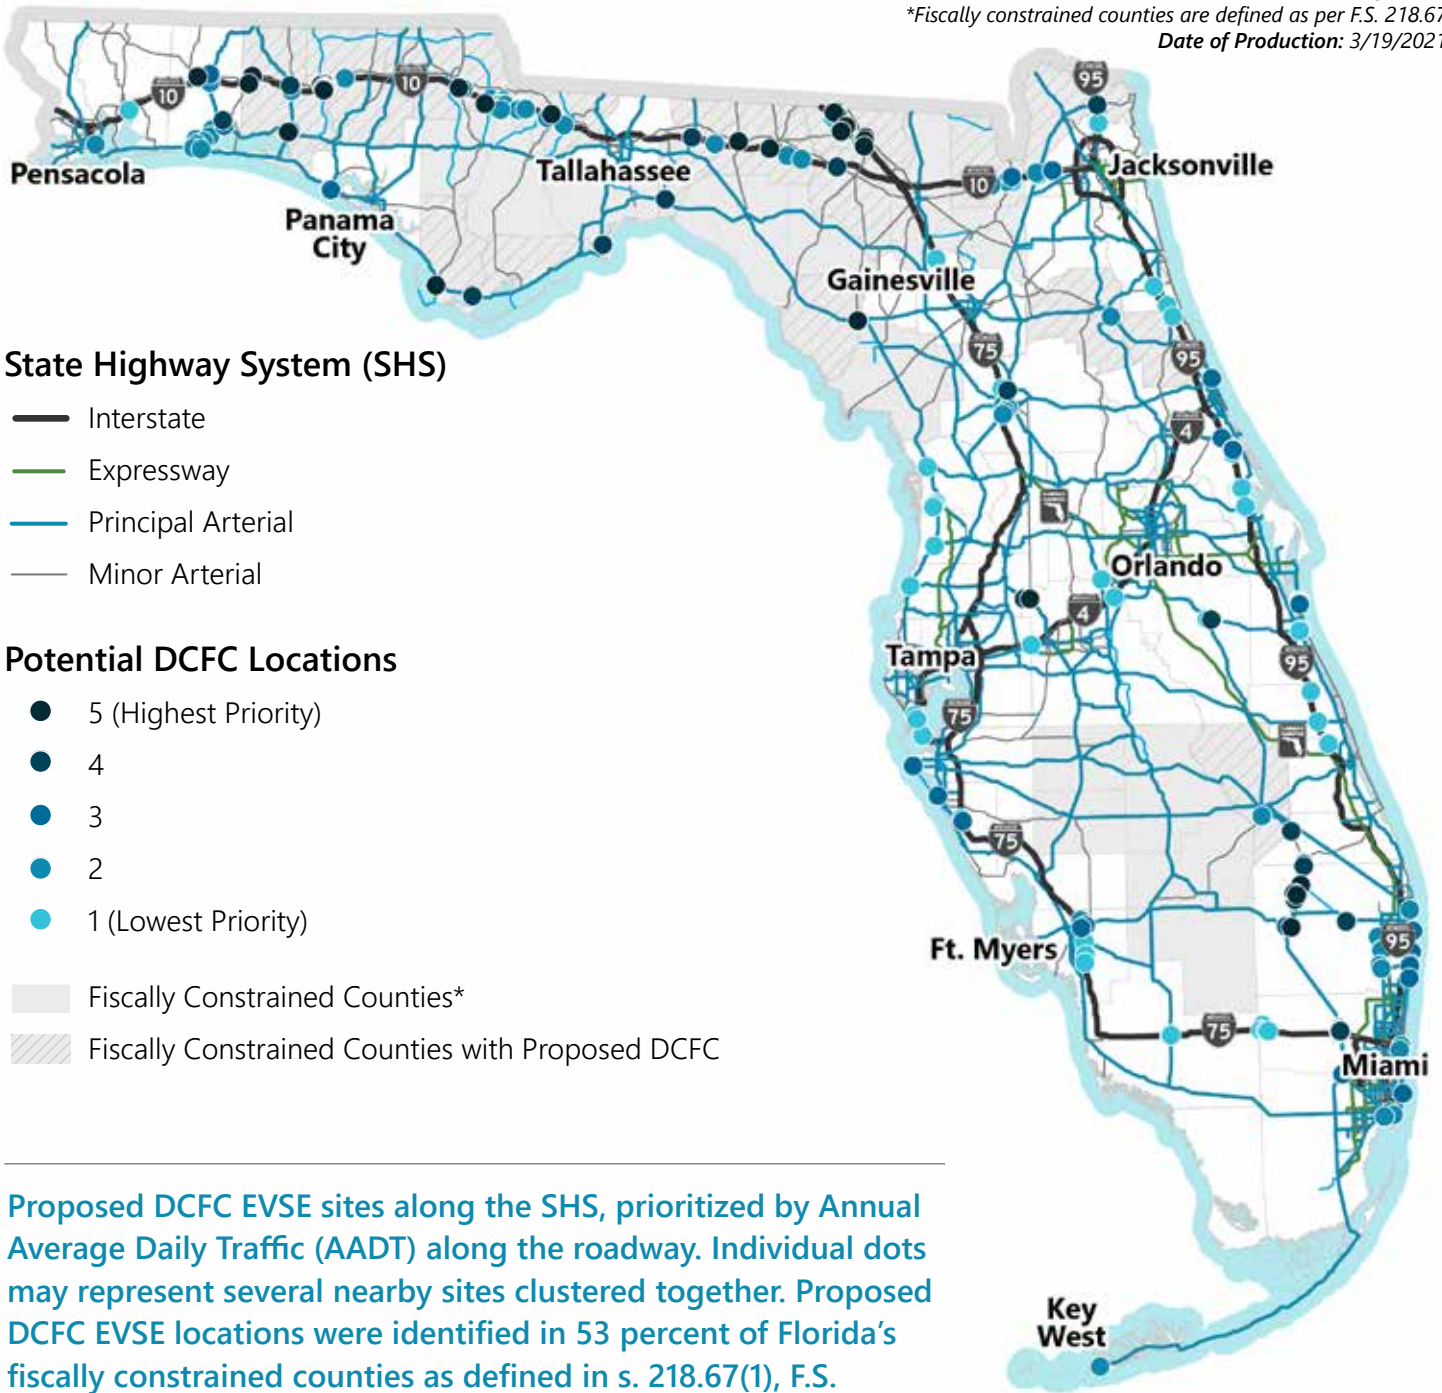 *Fiscally constrained counties are defined as per F.S. 218.67
Date of Production: 3/19/2021
95
10
10
Pensacola
Tallahassee
Jacksonville
10
Panama
City
Gainesville
State Highway System (SHS)
Interstate
Expressway
Principal Arterial
Minor Arterial
75
95
4
Orlando
4
Tampa
95
75
Potential DCFC Locations
5 (Highest Priority)
4
3
2
1 (Lowest Priority)
75
Ft. Myers
95
Fiscally Constrained Counties*
Fiscally Constrained Counties with Proposed DCFC
75
Miami
Proposed DCFC EVSE sites along the SHS, prioritized by Annual
Average Daily Traffic (AADT) along the roadway. Individual dots
may represent several nearby sites clustered together. Proposed
DCFC EVSE locations were identified in 53 percent of Florida’s
fiscally constrained counties as defined in s. 218.67(1), F.S.
Key
West